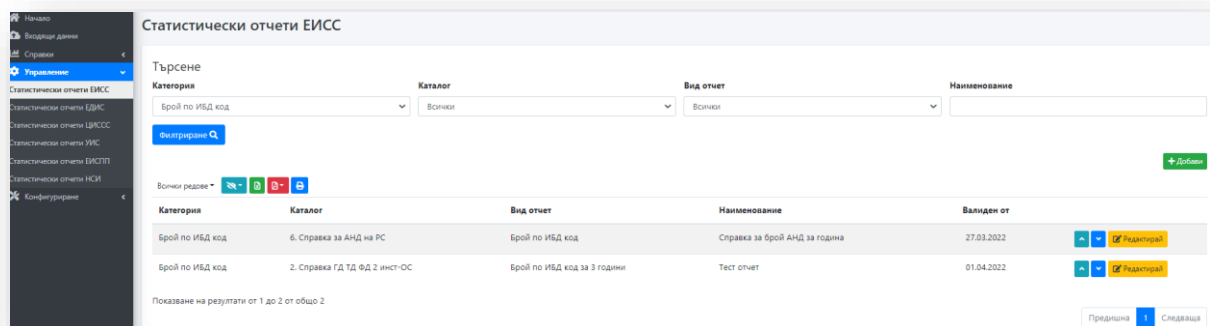 Начало
Входящи данни
Справки
Управление
Статистически отчети ЕИСС
Статистически отчети ЕДИС
Статистически отчети ЦИССС
Статистически отчети УИС
Статистически отчети ЕИСПП
Статистически отчети НСИ
Конфигуриране
Статистически отчети ЕИСС
Търсене
Категория Каталог Вид отчет Наименование
Брой по ИБД код Всички Всички
Филтриране
Добави
Всички редове
Категория Каталог Вид отчет Наименование Валиден от
Брой по ИБД код 6. Справка за АНД на РС Брой по ИБД код Справка за брой АНД за година 27.03.2022 Редактирай
Брой по ИБД код 2. Справка ГД ТД ФД 2 инст-ОС Брой по ИБД код за 3 години Тест отчет 01.04.2022 Редактирай
Показване на резултати от 1 до 2 от общо 2
Предишна 1 Следваща